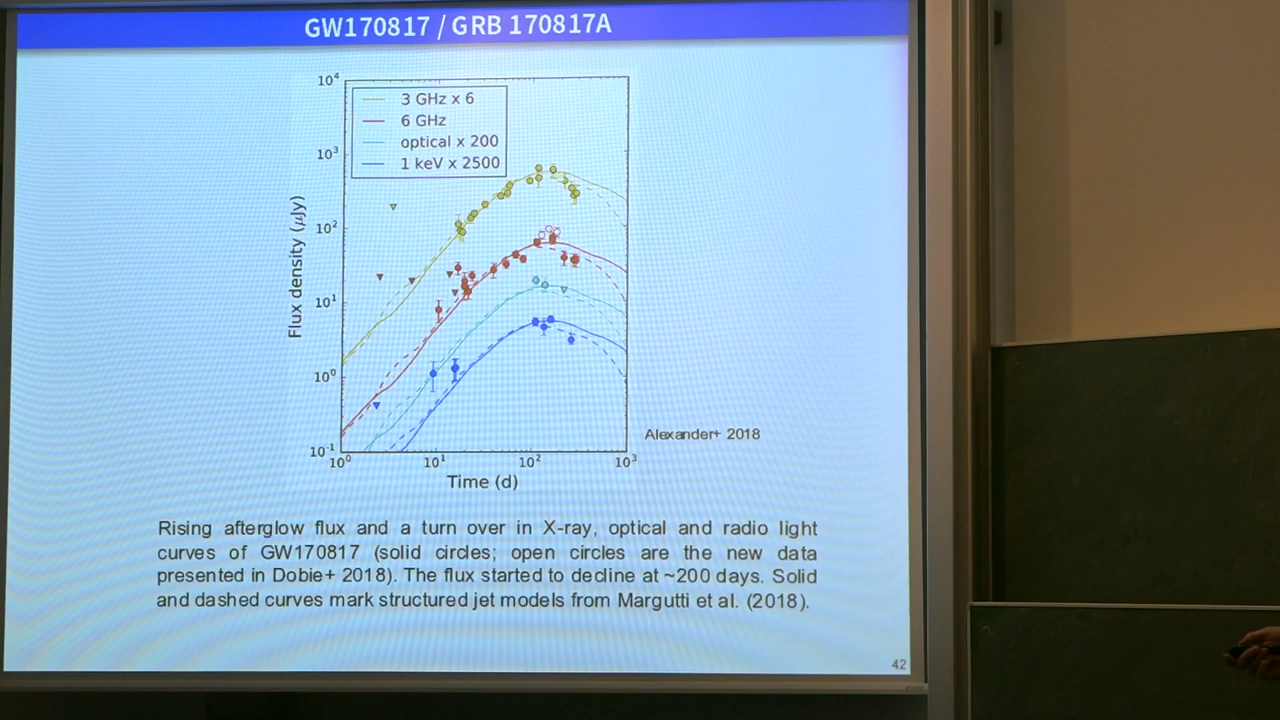 GW170817 / GRB 170817A
10⁴
3 GHz x 6
6 GHz
optical x 200
1 keV x 2500
10³
10²
10¹
10⁰
10⁻¹
Flux density (μJy)
10⁰ 10¹ 10² 10³
Time (d)
Alexander+ 2018
Rising afterglow flux and a turn over in X-ray, optical and radio light
curves of GW170817 (solid circles; open circles are the new data
presented in Dobie+ 2018). The flux started to decline at ~200 days. Solid
and dashed curves mark structured jet models from Margutti et al. (2018).
42